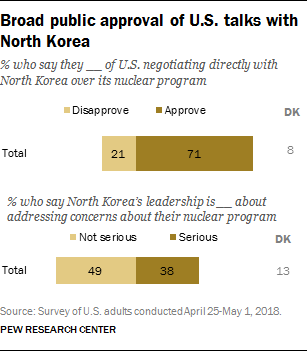 Broad public approval of U.S. talks with
North Korea
% who say they __ of U.S. negotiating directly with
North Korea over its nuclear program
Disapprove Approve DK
Total 21 71 8
% who say North Korea's leadership is __ about
addressing concerns about their nuclear program
Not serious Serious DK
Total 49 38 13
Source: Survey of U.S. adults conducted April 25-May 1, 2018.
PEW RESEARCH CENTER